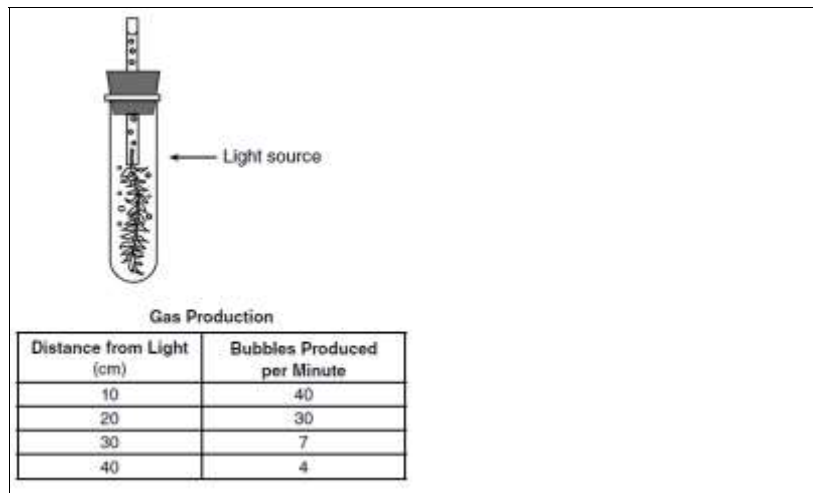 Light source
Gas Production
Distance from Light Bubbles Produced
(cm) per Minute
10 40
20 30
30 7
40 4